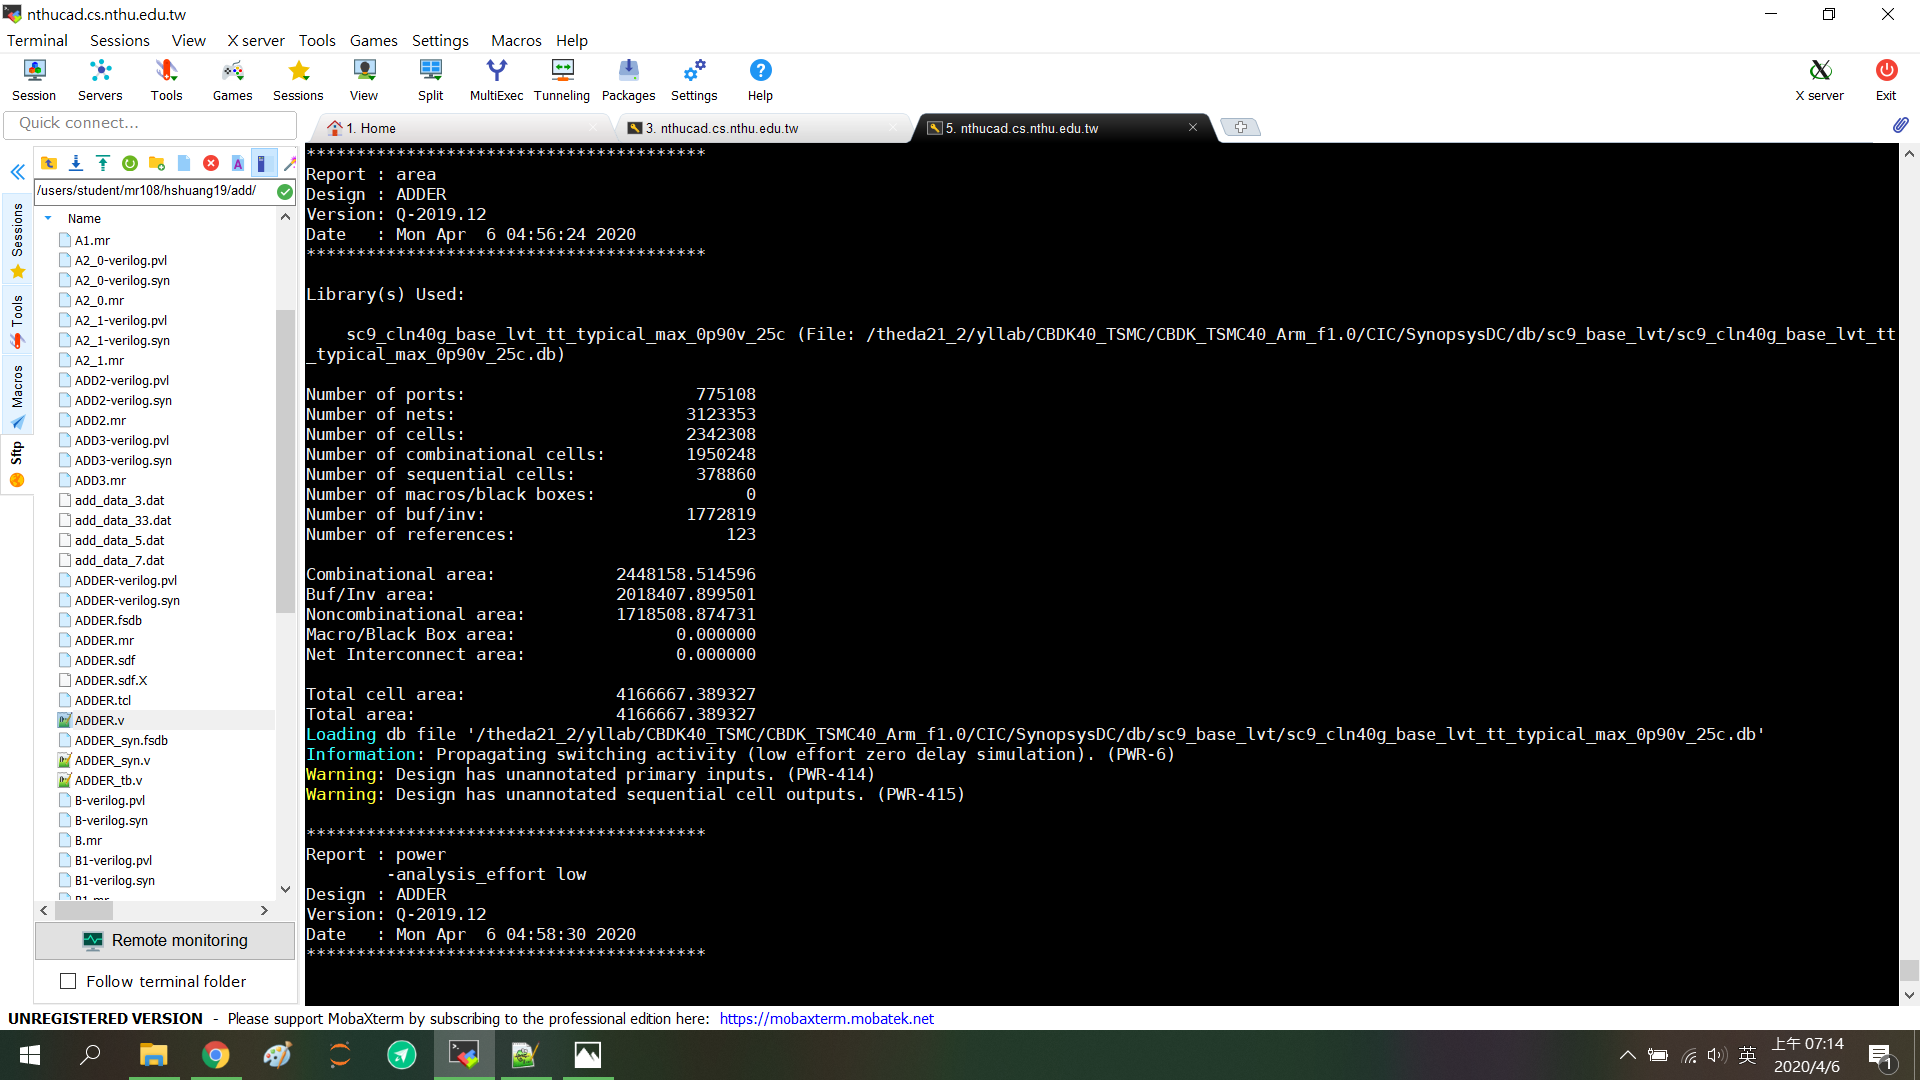 nthucad.cs.nthu.edu.tw
Terminal Sessions View X server Tools Games Settings Macros Help
Session Servers Tools Games Sessions View Split MultiExec Tunneling Packages Settings Help X server Exit
Quick connect...
1. Home
3. nthucad.cs.nthu.edu.tw
5. nthucad.cs.nthu.edu.tw
Sessions
Tools
Macros
Sftp
/users/student/mr108/hshuang19/add/
Name
A1.mr
A2_0-verilog.pvl
A2_0-verilog.syn
A2_0.mr
A2_1-verilog.pvl
A2_1-verilog.syn
A2_1.mr
ADD2-verilog.pvl
ADD2-verilog.syn
ADD2.mr
ADD3-verilog.pvl
ADD3-verilog.syn
ADD3.mr
add_data_3.dat
add_data_33.dat
add_data_5.dat
add_data_7.dat
ADDER-verilog.pvl
ADDER-verilog.syn
ADDER.fsdb
ADDER.mr
ADDER.sdf
ADDER.sdf.X
ADDER.tcl
ADDER.v
ADDER_syn.fsdb
ADDER_syn.v
ADDER_tb.v
B-verilog.pvl
B-verilog.syn
B.mr
B1-verilog.pvl
B1-verilog.syn
B1.mr
Remote monitoring
Follow terminal folder
****************************************
Report : area
Design : ADDER
Version: Q-2019.12
Date   : Mon Apr  6 04:56:24 2020
****************************************
Library(s) Used:
sc9_cln40g_base_lvt_tt_typical_max_0p90v_25c (File: /theda21_2/yllab/CBDK40_TSMC/CBDK_TSMC40_Arm_f1.0/CIC/SynopsysDC/db/sc9_base_lvt/sc9_cln40g_base_lvt_tt
_typical_max_0p90v_25c.db)
Number of ports: 775108
Number of nets: 3123353
Number of cells: 2342308
Number of combinational cells: 1950248
Number of sequential cells: 378860
Number of macros/black boxes: 0
Number of buf/inv: 1772819
Number of references: 123
Combinational area: 2448158.514596
Buf/Inv area: 2018407.899501
Noncombinational area: 1718508.874731
Macro/Black Box area: 0.000000
Net Interconnect area: 0.000000
Total cell area: 4166667.389327
Total area: 4166667.389327
Loading db file '/theda21_2/yllab/CBDK40_TSMC/CBDK_TSMC40_Arm_f1.0/CIC/SynopsysDC/db/sc9_base_lvt/sc9_cln40g_base_lvt_tt_typical_max_0p90v_25c.db'
Information: Propagating switching activity (low effort zero delay simulation). (PWR-6)
Warning: Design has unannotated primary inputs. (PWR-414)
Warning: Design has unannotated sequential cell outputs. (PWR-415)
****************************************
Report : power
-analysis_effort low
Design : ADDER
Version: Q-2019.12
Date   : Mon Apr  6 04:58:30 2020
****************************************
UNREGISTERED VERSION - Please support MobaXterm by subscribing to the professional edition here: https://mobaxterm.mobatek.net
英
上午 07:14
2020/4/6
1